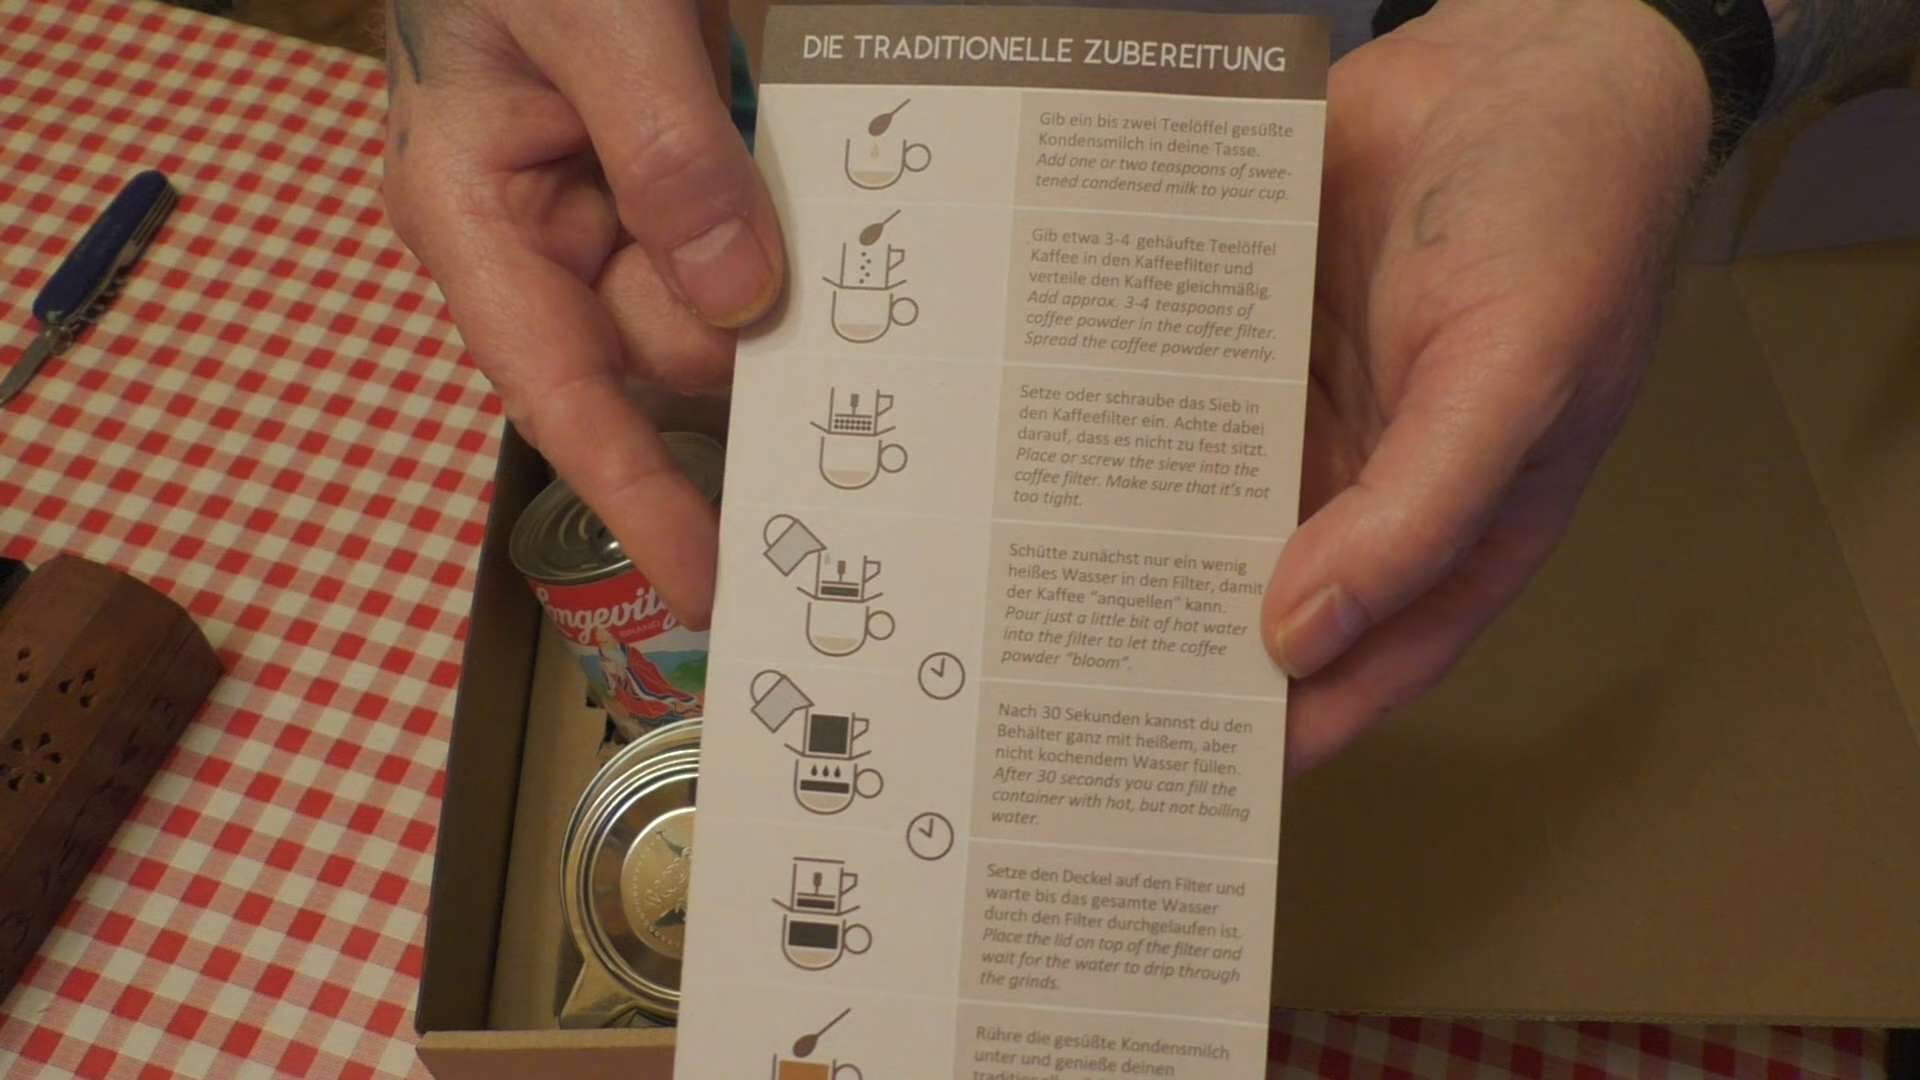 DIE TRADITIONELLE ZUBEREITUNG
Gib ein bis zwei Teelöffel gesüßte
Kondensmilch in deine Tasse.
Add one or two teaspoons of swee-
tened condensed milk to your cup.
Gib etwa 3-4 gehäufte Teelöffel
Kaffee in den Kaffeefilter und
verteile den Kaffee gleichmäßig.
Add approx. 3-4 teaspoons of
coffee powder in the coffee filter.
Spread the coffee powder evenly.
Setze oder schraube das Sieb in
den Kaffeefilter ein. Achte dabei
darauf, dass es nicht zu fest sitzt.
Place or screw the sieve into the
coffee filter. Make sure that it's not
too tight.
Schütte zunächst nur ein wenig
heißes Wasser in den Filter, damit
der Kaffee "anquellen" kann.
Pour just a little bit of hot water
into the filter to let the coffee
powder "bloom".
Nach 30 Sekunden kannst du den
Behälter ganz mit heißem, aber
nicht kochendem Wasser füllen.
After 30 seconds you can fill the
container with hot, but not boiling
water.
Setze den Deckel auf den Filter und
warte bis das gesamte Wasser
durch den Filter durchgelaufen ist.
Place the lid on top of the filter and
wait for the water to drip through
the grinds.
Rühre die gesüßte Kondensmilch
unter und genieße deinen
Longevity
BRAND